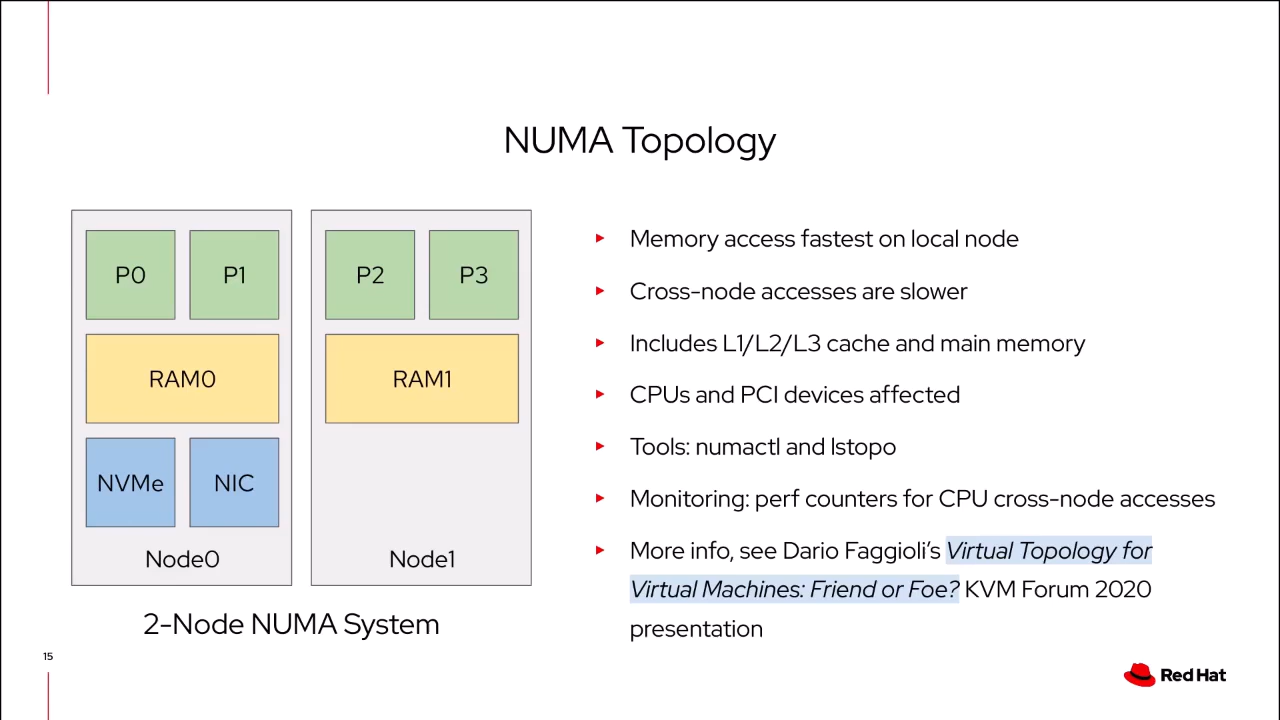 NUMA Topology
P0
P1
RAM0
NVMe
NIC
Node0
P2
P3
RAM1
Node1
2-Node NUMA System
Memory access fastest on local node
Cross-node accesses are slower
Includes L1/L2/L3 cache and main memory
CPUs and PCI devices affected
Tools: numactl and lstopo
Monitoring: perf counters for CPU cross-node accesses
More info, see Dario Faggioli’s Virtual Topology for
Virtual Machines: Friend or Foe? KVM Forum 2020
presentation
15
Red Hat